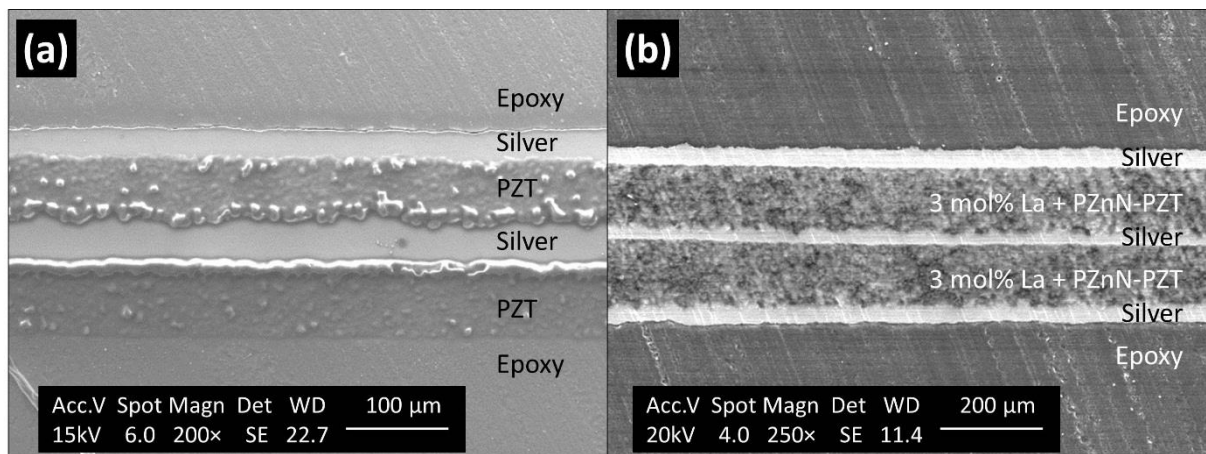 (a)
Epoxy
Silver
PZT
Silver
PZT
Epoxy
Acc.V Spot Magn Det WD 100 μm
15kV 6.0 200× SE 22.7
(b)
Epoxy
Silver
3 mol% La + PZnN-PZT
Silver
3 mol% La + PZnN-PZT
Silver
Epoxy
Acc.V Spot Magn Det WD 200 μm
20kV 4.0 250× SE 11.4